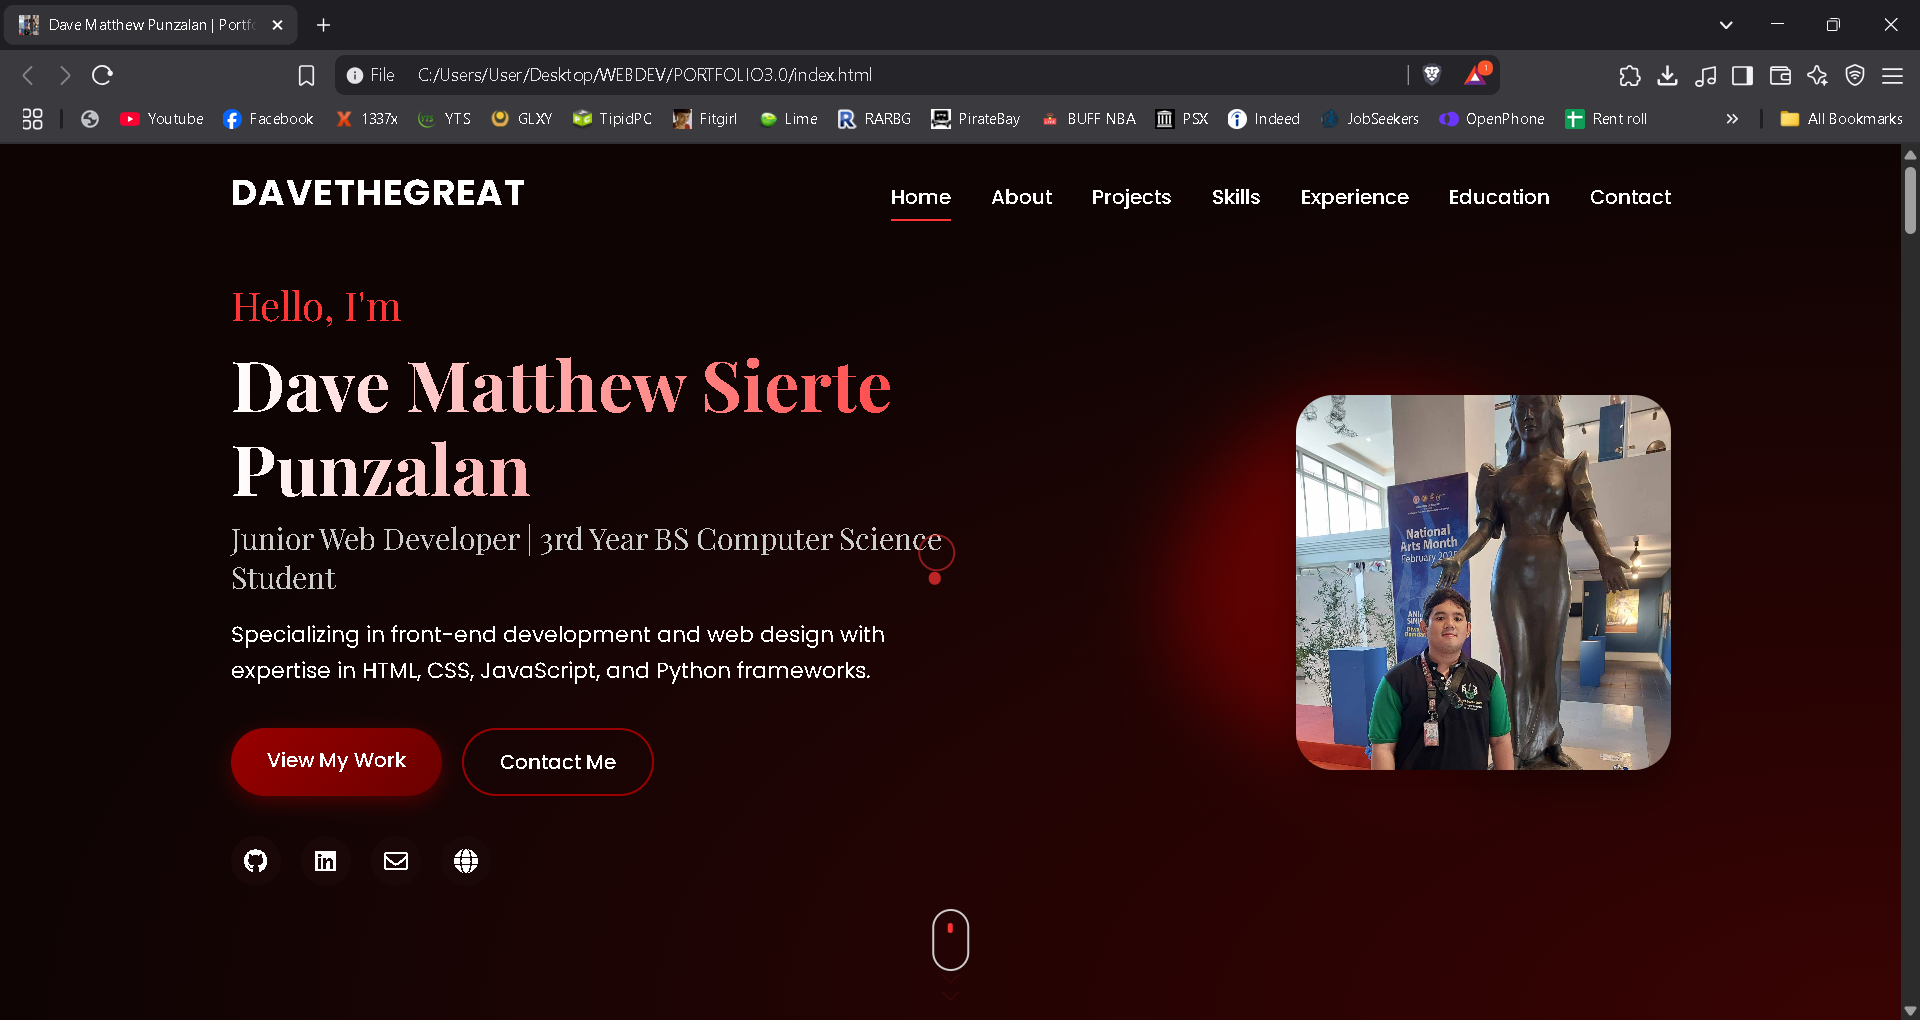 Dave Matthew Punzalan | Portfo
File C:/Users/User/Desktop/WEBDEV/PORTFOLIO3.0/index.html
1
Youtube Facebook 1337x YTS GLXY TipidPC Fitgirl Lime RARBG PirateBay BUFF NBA PSX Indeed JobSeekers OpenPhone Rent roll All Bookmarks
DAVETHEGREAT
Home About Projects Skills Experience Education Contact
Hello, I'm
Dave Matthew Sierte
Punzalan
Junior Web Developer | 3rd Year BS Computer Science
Student
Specializing in front-end development and web design with
expertise in HTML, CSS, JavaScript, and Python frameworks.
View My Work Contact Me
National
Arts Month
February 2025